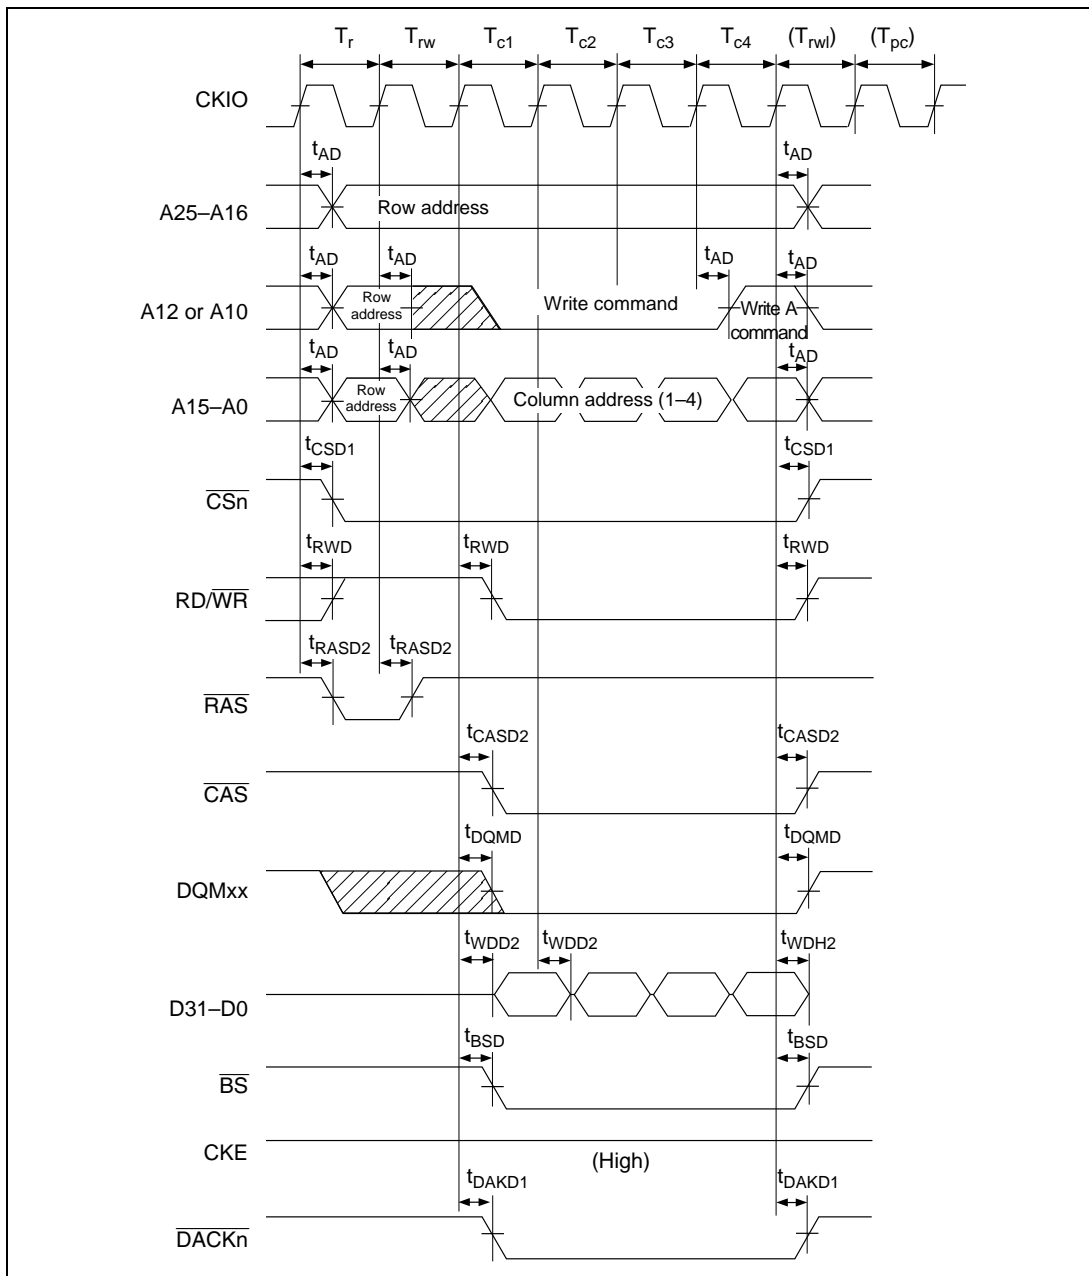 Tr Trw Tc1 Tc2 Tc3 Tc4 (Trwl) (Tpc)
CKIO
tAD tAD
A25–A16 Row address
tAD tAD tAD tAD
A12 or A10 Row address Write command Write A command
tAD tAD tAD
A15–A0 Row address Column address (1–4)
tCSD1 tCSD1
CSn
tRWD tRWD tRWD
RD/WR
tRASD2 tRASD2
RAS
tCASD2 tCASD2
CAS
tDQMD tDQMD
DQMxx
tWDD2 tWDD2 tWDH2
D31–D0
tBSD tBSD
BS
CKE (High)
tDAKD1 tDAKD1
DACKn